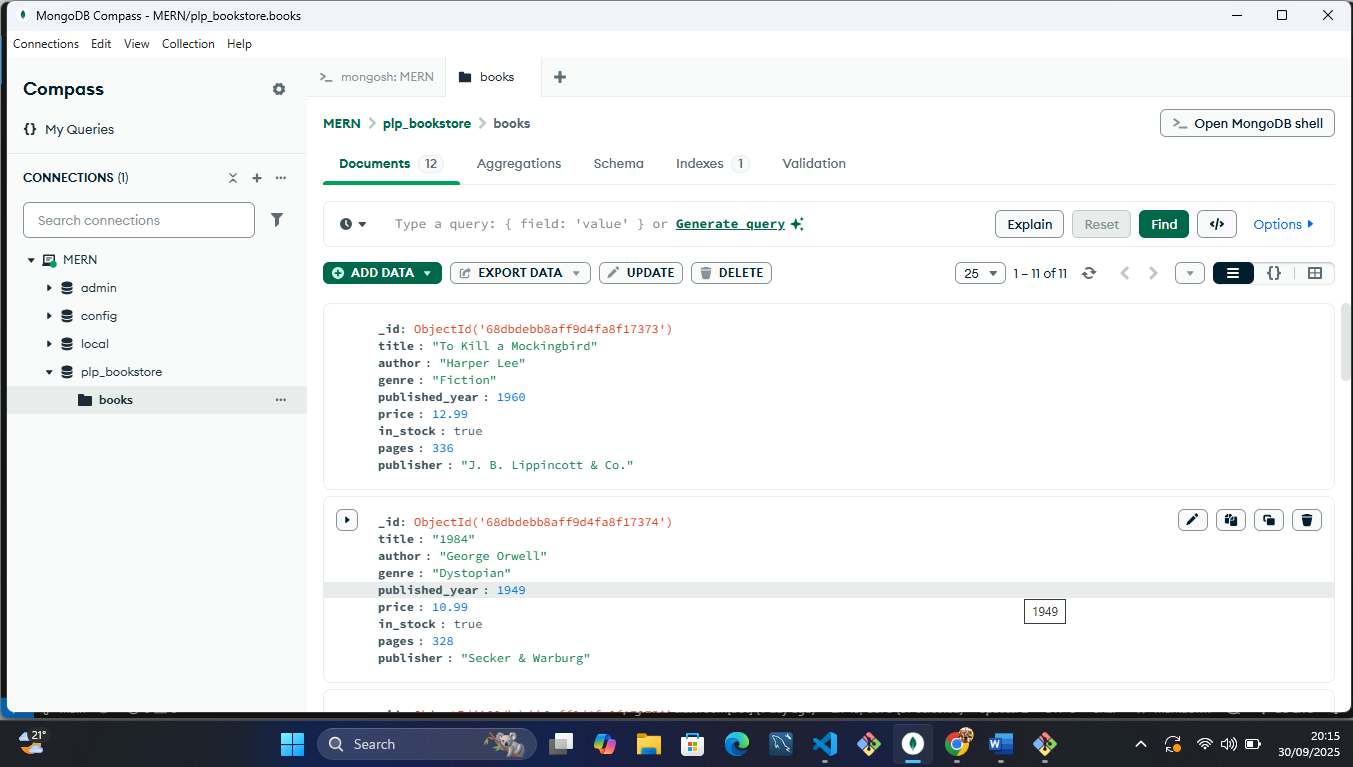 MongoDB Compass - MERN/plp_bookstore.books
Connections Edit View Collection Help
Compass
My Queries
CONNECTIONS (1)
Search connections
MERN
admin
config
local
plp_bookstore
books
mongosh: MERN
books
MERN > plp_bookstore > books
Open MongoDB shell
Documents 12 Aggregations Schema Indexes 1 Validation
Type a query: { field: 'value' } or Generate query
Explain Reset Find </> Options
ADD DATA EXPORT DATA UPDATE DELETE
25 1 – 11 of 11
_id: ObjectId('68dbdebb8aff9d4fa8f17373')
title : "To Kill a Mockingbird"
author : "Harper Lee"
genre : "Fiction"
published_year : 1960
price : 12.99
in_stock : true
pages : 336
publisher : "J. B. Lippincott & Co."
_id: ObjectId('68dbdebb8aff9d4fa8f17374')
title : "1984"
author : "George Orwell"
genre : "Dystopian"
published_year : 1949
price : 10.99
in_stock : true
pages : 328
publisher : "Secker & Warburg"
1949
21°
Search
20:15
30/09/2025